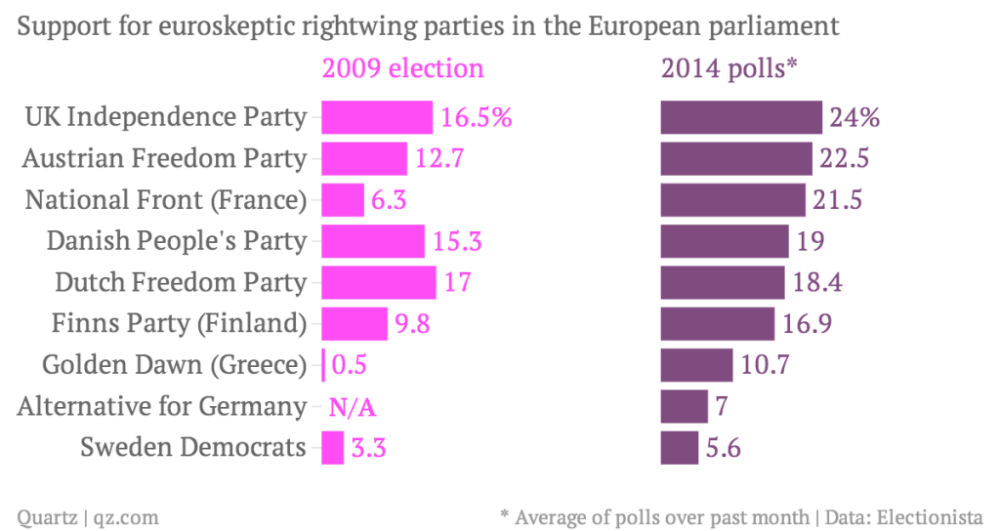 Support for euroskeptic rightwing parties in the European parliament
2009 election 2014 polls*
UK Independence Party 16.5% 24%
Austrian Freedom Party 12.7 22.5
National Front (France) 6.3 21.5
Danish People's Party 15.3 19
Dutch Freedom Party 17 18.4
Finns Party (Finland) 9.8 16.9
Golden Dawn (Greece) 0.5 10.7
Alternative for Germany N/A 7
Sweden Democrats 3.3 5.6
Quartz | qz.com * Average of polls over past month | Data: Electionista